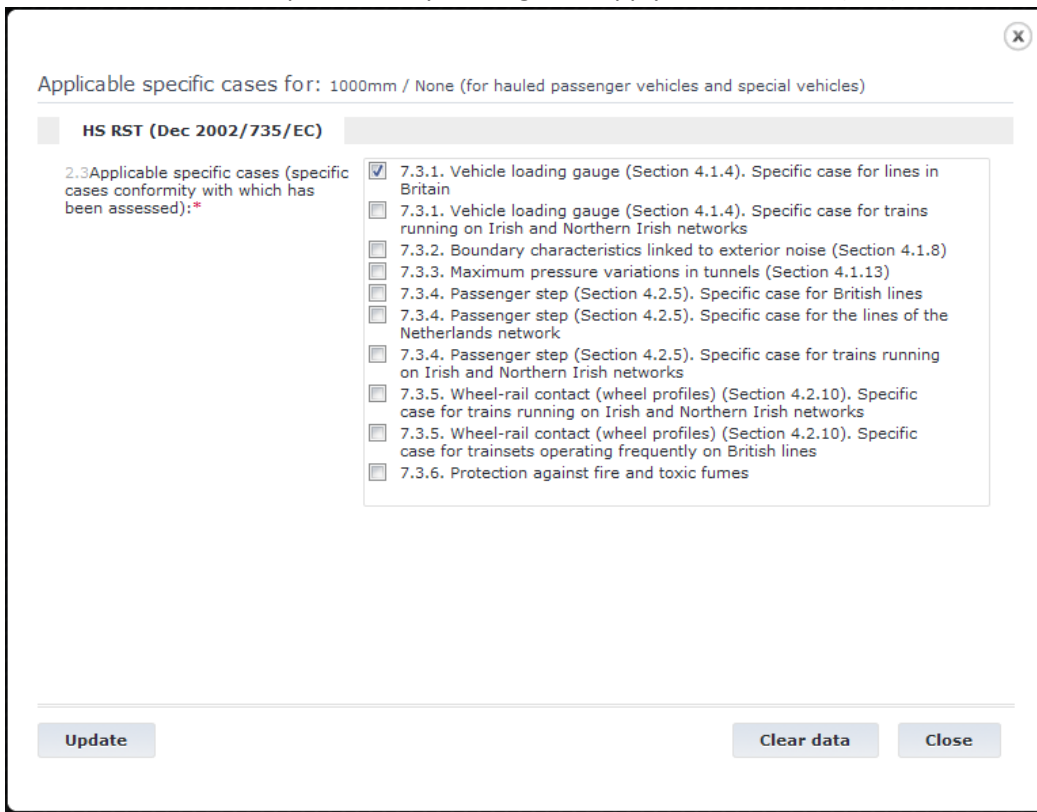 x
Applicable specific cases for: 1000mm / None (for hauled passenger vehicles and special vehicles)
HS RST (Dec 2002/735/EC)
2.3Applicable specific cases (specific
cases conformity with which has
been assessed):*
7.3.1. Vehicle loading gauge (Section 4.1.4). Specific case for lines in
Britain
7.3.1. Vehicle loading gauge (Section 4.1.4). Specific case for trains
running on Irish and Northern Irish networks
7.3.2. Boundary characteristics linked to exterior noise (Section 4.1.8)
7.3.3. Maximum pressure variations in tunnels (Section 4.1.13)
7.3.4. Passenger step (Section 4.2.5). Specific case for British lines
7.3.4. Passenger step (Section 4.2.5). Specific case for the lines of the
Netherlands network
7.3.4. Passenger step (Section 4.2.5). Specific case for trains running
on Irish and Northern Irish networks
7.3.5. Wheel-rail contact (wheel profiles) (Section 4.2.10). Specific
case for trains running on Irish and Northern Irish networks
7.3.5. Wheel-rail contact (wheel profiles) (Section 4.2.10). Specific
case for trainsets operating frequently on British lines
7.3.6. Protection against fire and toxic fumes
Update
Clear data
Close